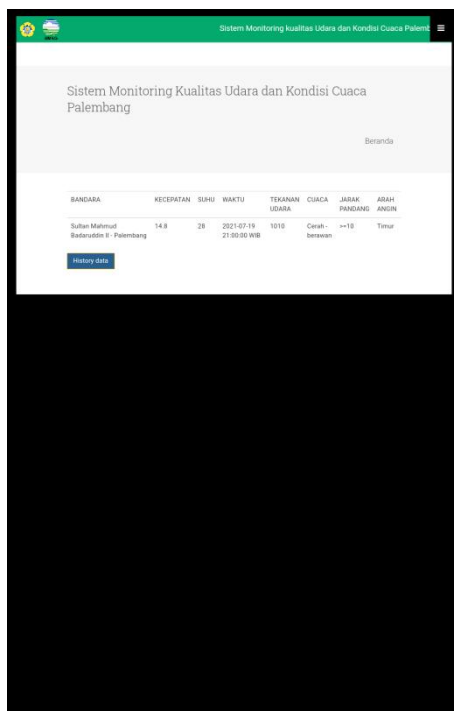 Sistem Monitoring kualitas Udara dan Kondisi Cuaca Palemb
Sistem Monitoring Kualitas Udara dan Kondisi Cuaca
Palembang
Beranda
BANDARA KECEPATAN SUHU WAKTU TEKANAN UDARA CUACA JARAK PANDANG ARAH ANGIN
Sultan Mahmud Badaruddin II - Palembang 14.8 28 2021-07-19 21:00:00 WIB 1010 Cerah - berawan >=10 Timur
History data